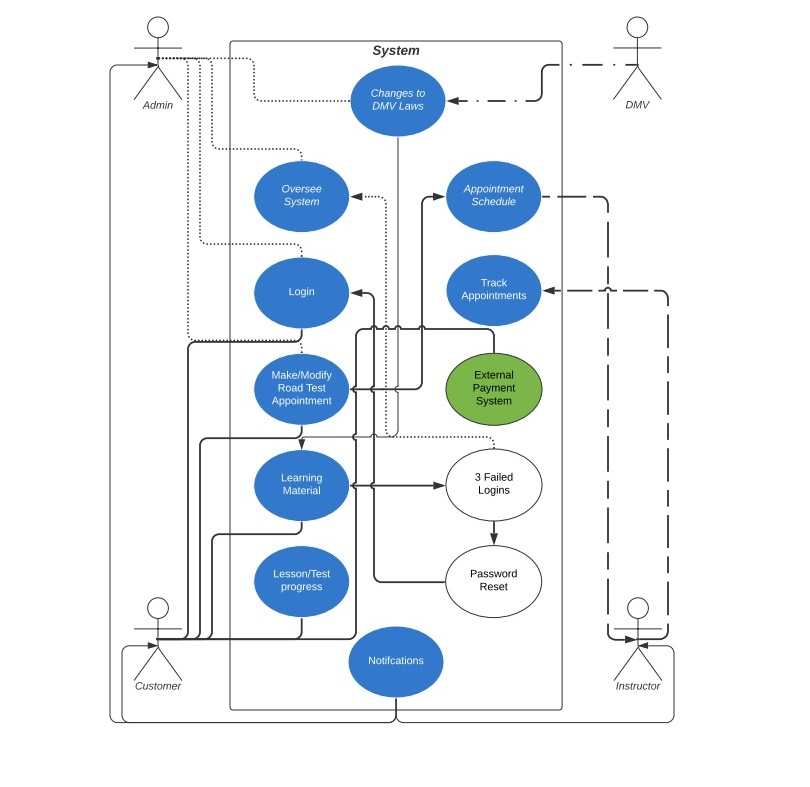 System
Admin
DMV
Changes to
DMV Laws
Oversee
System
Appointment
Schedule
Login
Track
Appointments
Make/Modify
Road Test
Appointment
External
Payment
System
Learning
Material
3 Failed
Logins
Lesson/Test
progress
Password
Reset
Notifcations
Customer
Instructor